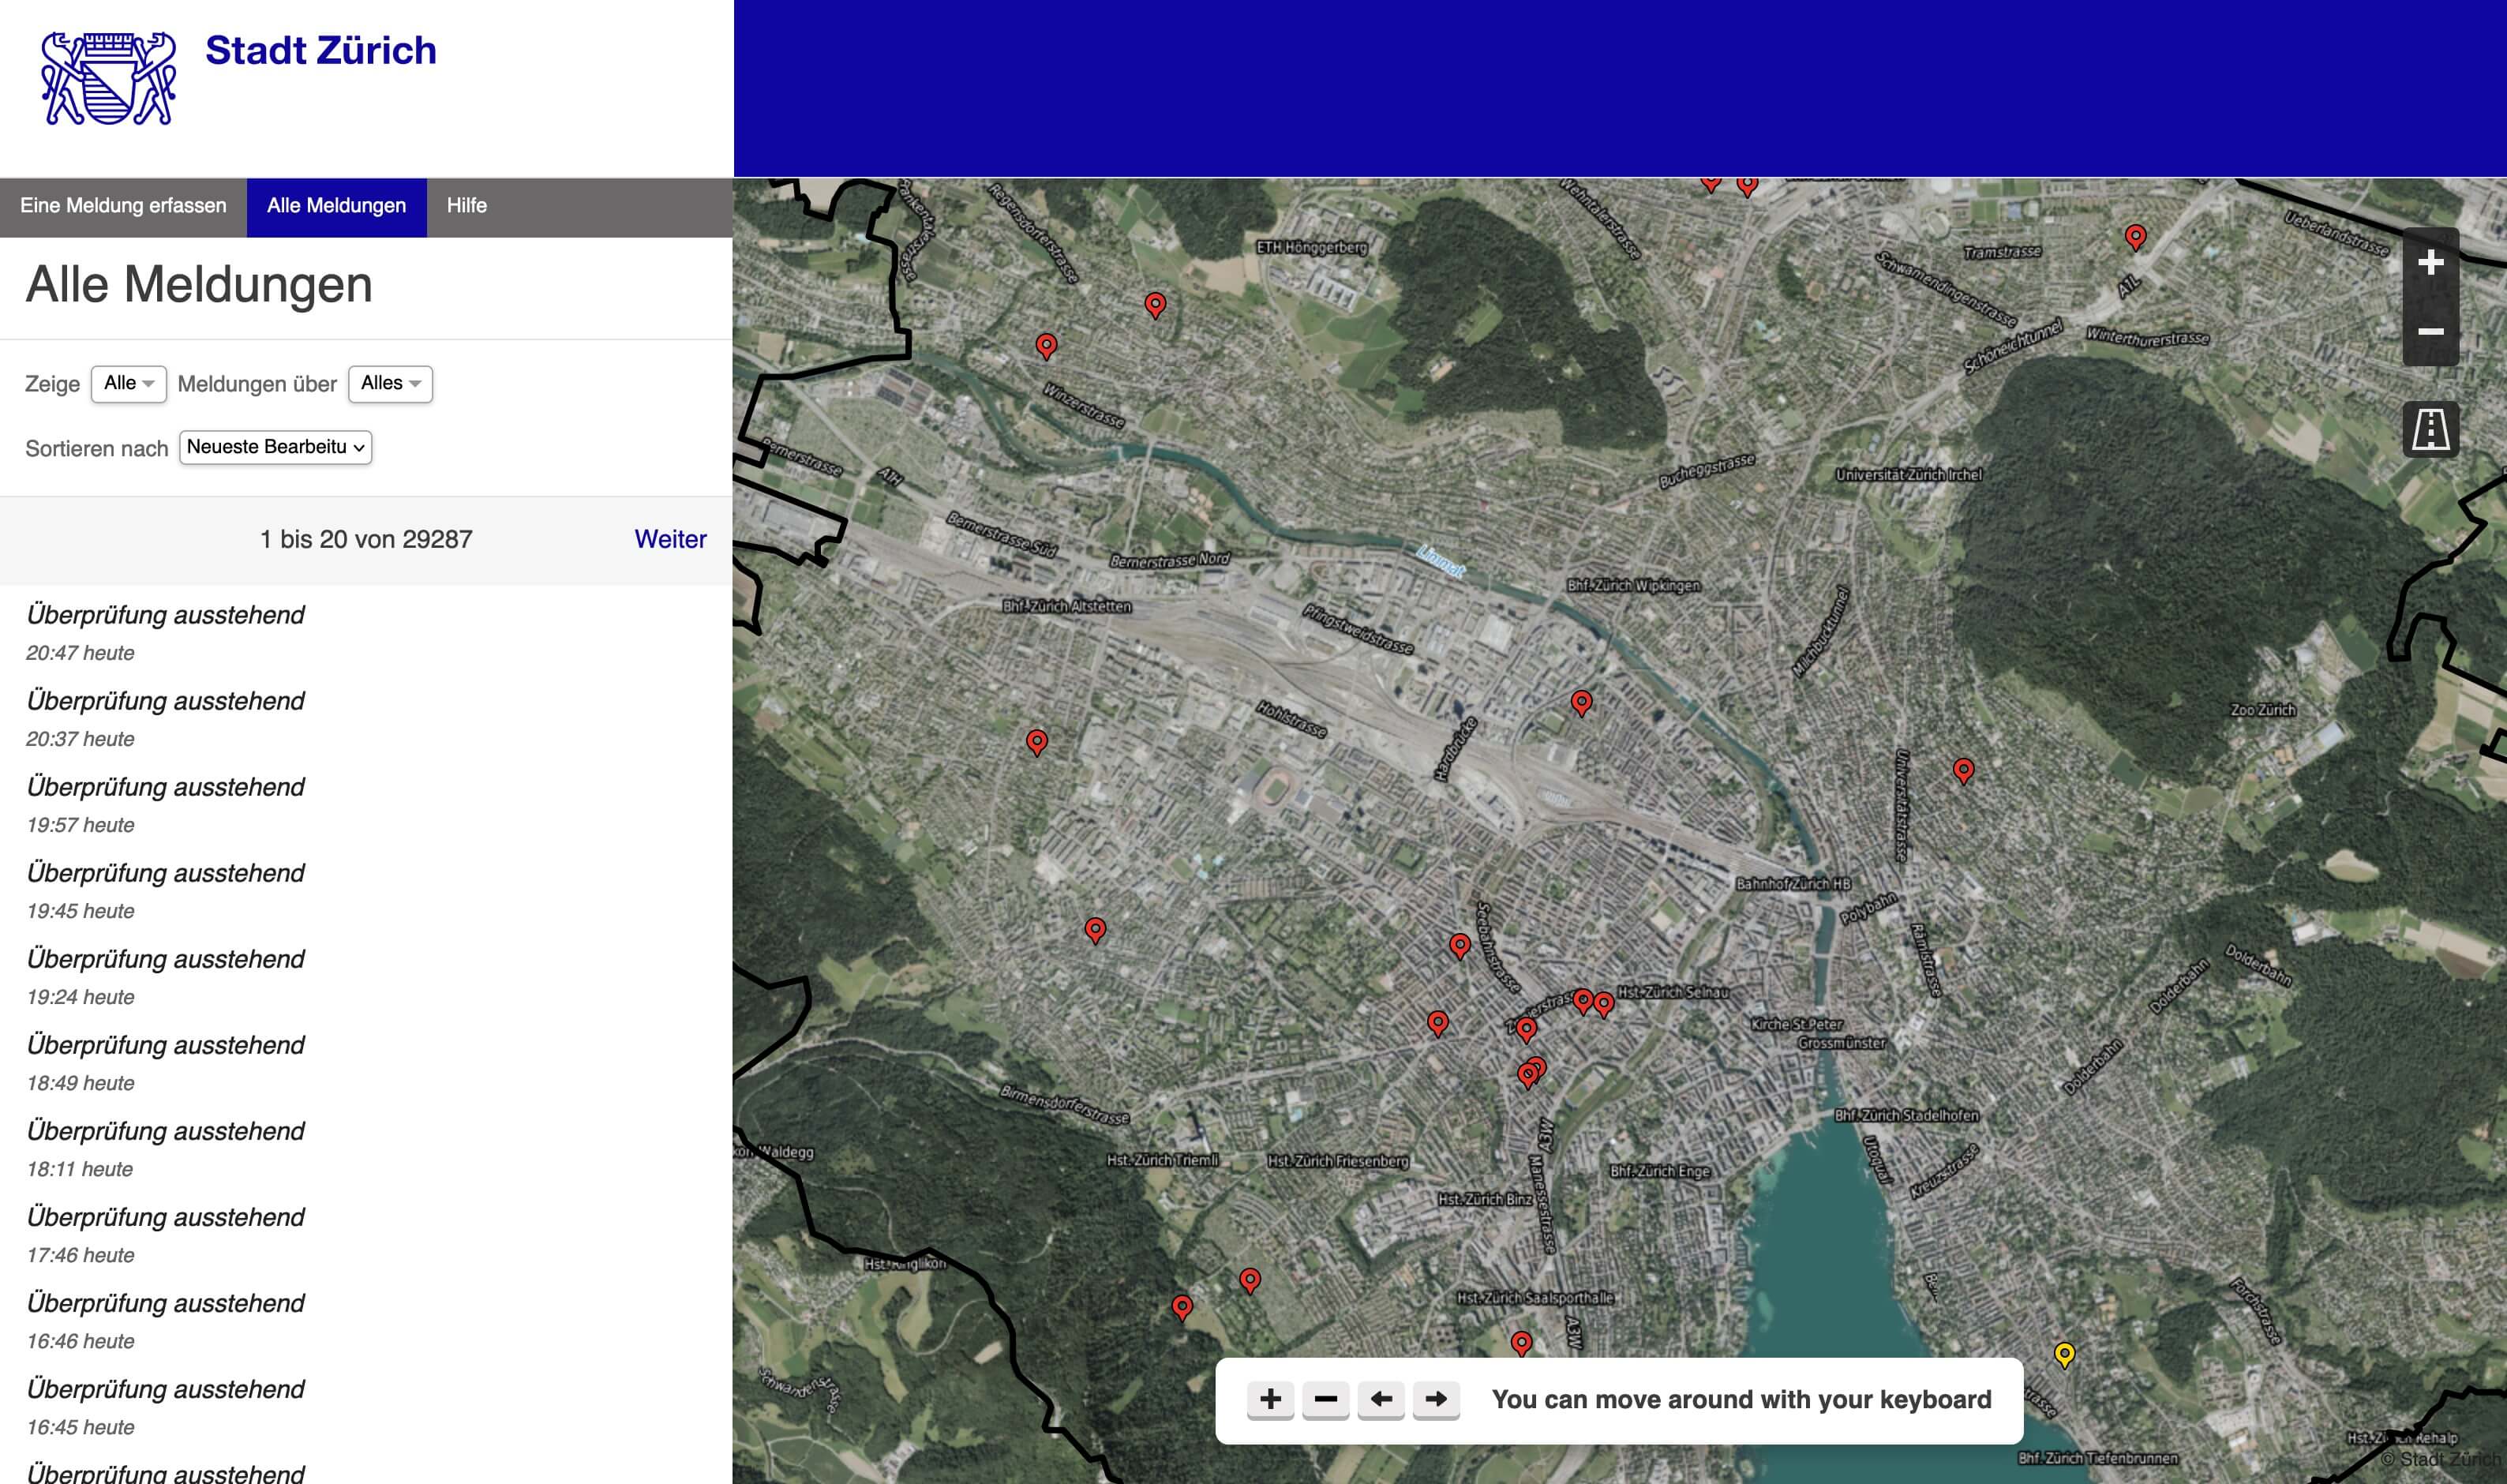 Stadt Zürich
Eine Meldung erfassen
Alle Meldungen
Hilfe
Alle Meldungen
Zeige Alle Meldungen über Alles
Sortieren nach Neueste Bearbeitu
1 bis 20 von 29287
Weiter
Überprüfung ausstehend
20:47 heute
Überprüfung ausstehend
20:37 heute
Überprüfung ausstehend
19:57 heute
Überprüfung ausstehend
19:45 heute
Überprüfung ausstehend
19:24 heute
Überprüfung ausstehend
18:49 heute
Überprüfung ausstehend
18:11 heute
Überprüfung ausstehend
17:46 heute
Überprüfung ausstehend
16:46 heute
Überprüfung ausstehend
16:45 heute
Überprüfung ausstehend
Regensdorferstrasse
ETH Hönggerberg
Wehntalerstrasse
Tramstrasse
Ueberlandstrasse
Schwamendingenstrasse
A1L
Schöneichtunnel
Winterthurerstrasse
Winzerstrasse
Bernerstrasse
A1H
Bucheggstrasse
Universität Zürich Irchel
Bernerstrasse Süd
Bernerstrasse Nord
Limmat
Bhf. Zürich Wipkingen
Bhf. Zürich Altstetten
Pfingstweidstrasse
Milchbucktunnel
Hohlstrasse
Hardbrücke
Zoo Zürich
Universitätstrasse
Bahnhof Zürich HB
Polybahn
Seebahnstrasse
Rämistrasse
Dolderbahn
Dolderbahn
Hst. Zürich Selnau
Kirche St. Peter
Grossmünster
Dolderbahn
Birmensdorferstrasse
Bhf. Zürich Stadelhofen
A3W
Waldegg
Hst. Zürich Triemli
Hst. Zürich Friesenberg
Manessestrasse
Bhf. Zürich Enge
Utoquai
Kreuzstrasse
Hst. Zürich Binz
Hst. Ringlikon
Hst. Zürich Saalsporthalle
A3W
Forchstrasse
You can move around with your keyboard
Bhf. Zürich Tiefenbrunnen
© Stadt Zürich